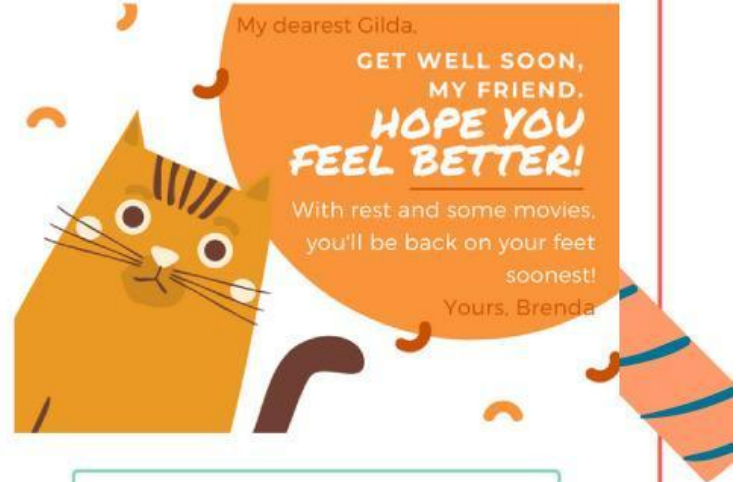 My dearest Gilda,
GET WELL SOON,
MY FRIEND.
HOPE YOU
FEEL BETTER!
With rest and some movies,
you'll be back on your feet
soonest!
Yours, Brenda